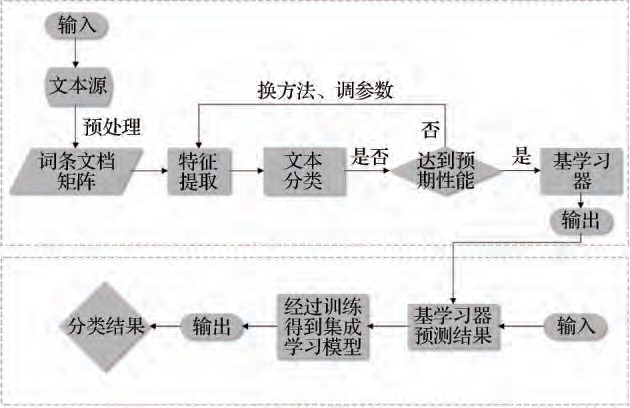 输入
文本源
预处理
换方法、调参数
否
词条文档
矩阵
特征
提取
文本
分类
是否
达到预
期性能
是
基学习
器
输出
分类结果
输出
经过训练
得到集成
学习模型
基学习器
预测结果
输入